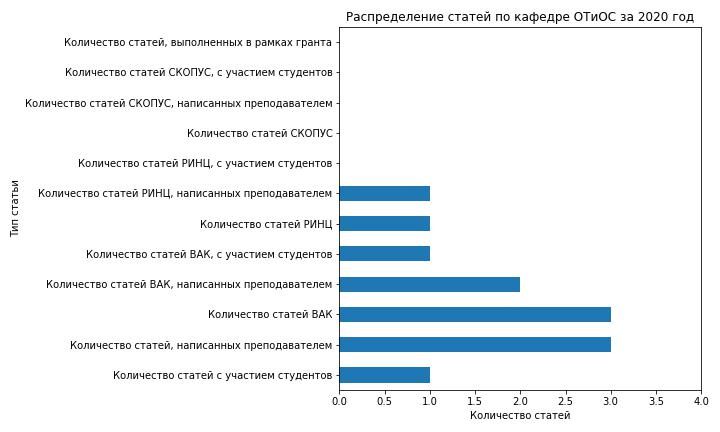 Распределение статей по кафедре ОТиОС за 2020 год
Количество статей, выполненных в рамках гранта
Количество статей СКОПУС, с участием студентов
Количество статей СКОПУС, написанных преподавателем
Количество статей СКОПУС
Количество статей РИНЦ, с участием студентов
Количество статей РИНЦ, написанных преподавателем
Количество статей РИНЦ
Количество статей ВАК, с участием студентов
Количество статей ВАК, написанных преподавателем
Количество статей ВАК
Количество статей, написанных преподавателем
Количество статей с участием студентов
Тип статьи
0.0 0.5 1.0 1.5 2.0 2.5 3.0 3.5 4.0
Количество статей